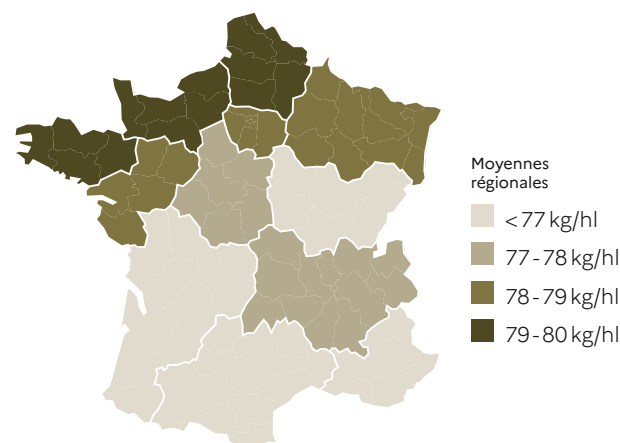 Moyennes
régionales
< 77 kg/hl
77 - 78 kg/hl
78 - 79 kg/hl
79 - 80 kg/hl